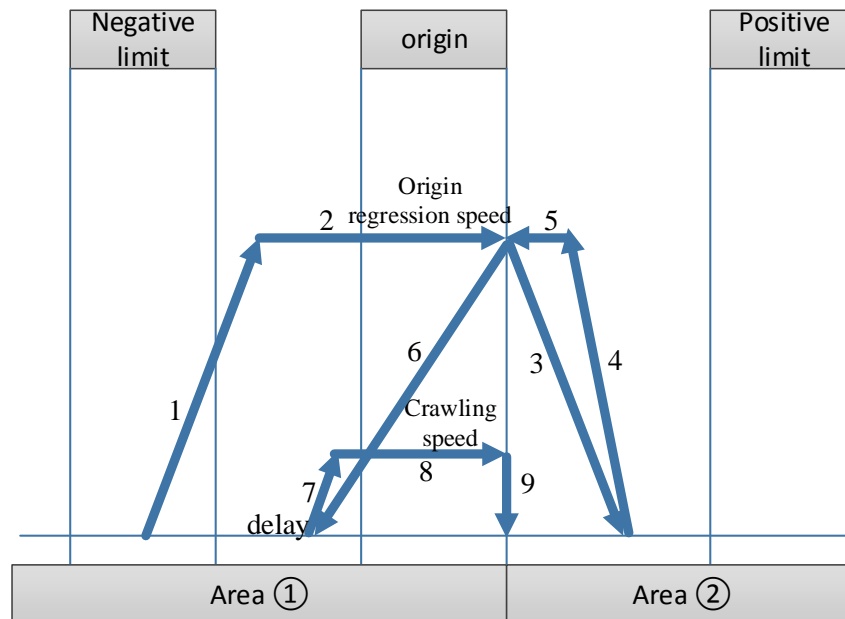 Negative
limit
origin
Positive
limit
Origin
regression speed
2
5
6
3
4
1
Crawling
speed
8
7
9
delay
Area ①
Area ②